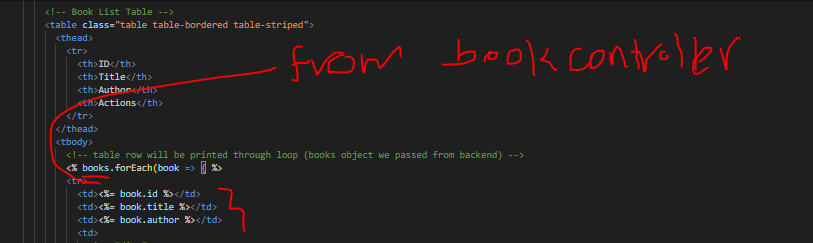 <!-- Book List Table -->
<table class="table table-bordered table-striped">
<thead>
<tr>
<th>ID</th>
<th>Title</th>
<th>Author</th>
<th>Actions</th>
</tr>
</thead>
from bookcontroller
<tbody>
<!-- table row will be printed through loop (books object we passed from backend) -->
<% books.forEach(book => { %>
<tr>
<td><%= book.id %></td>
<td><%= book.title %></td>
<td><%= book.author %></td>
<td>